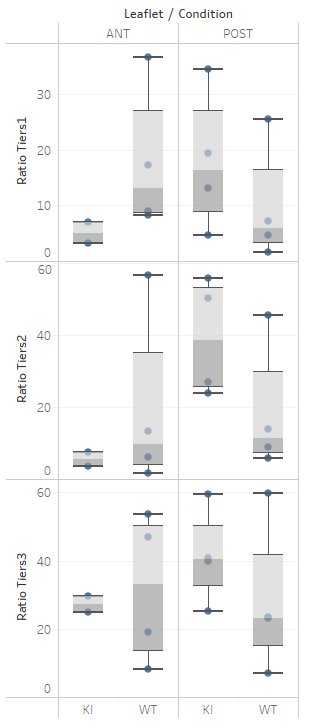 Leaflet / Condition
ANT POST
Ratio Tiers1
30
20
10
0
Ratio Tiers2
60
40
20
0
Ratio Tiers3
60
40
20
0
KI WT KI WT